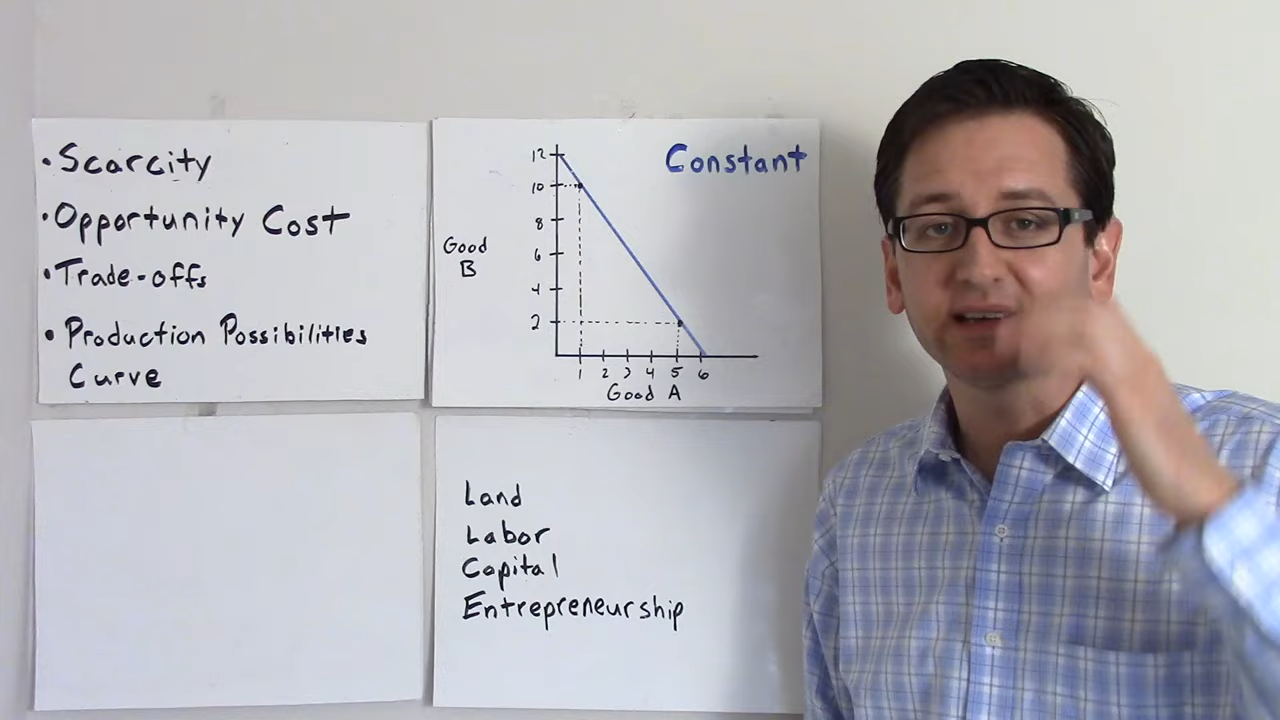 • Scarcity
• Opportunity Cost
• Trade-offs
• Production Possibilities
Curve
Constant
12
10
8
6
4
2
Good
B
1 2 3 4 5 6
Good A
Land
Labor
Capital
Entrepreneurship